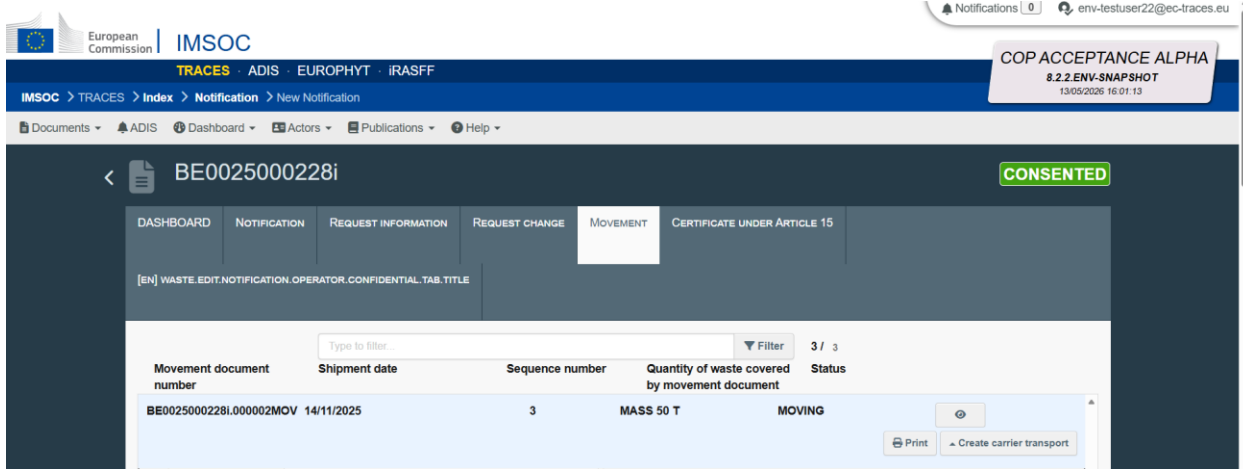 Notifications 0 env-testuser22@ec-traces.eu
European
Commission
IMSOC
COP ACCEPTANCE ALPHA
8.2.2.ENV-SNAPSHOT
13/05/2026 16:01:13
TRACES · ADIS · EUROPHYT · iRASFF
IMSOC > TRACES > Index > Notification > New Notification
Documents ADIS Dashboard Actors Publications Help
BE0025000228i
CONSENTED
DASHBOARD NOTIFICATION REQUEST INFORMATION REQUEST CHANGE MOVEMENT CERTIFICATE UNDER ARTICLE 15
[EN] WASTE.EDIT.NOTIFICATION.OPERATOR.CONFIDENTIAL.TAB.TITLE
Type to filter... Filter 3 / 3
Movement document number Shipment date Sequence number Quantity of waste covered by movement document Status
BE0025000228i.000002MOV 14/11/2025 3 MASS 50 T MOVING
Print Create carrier transport